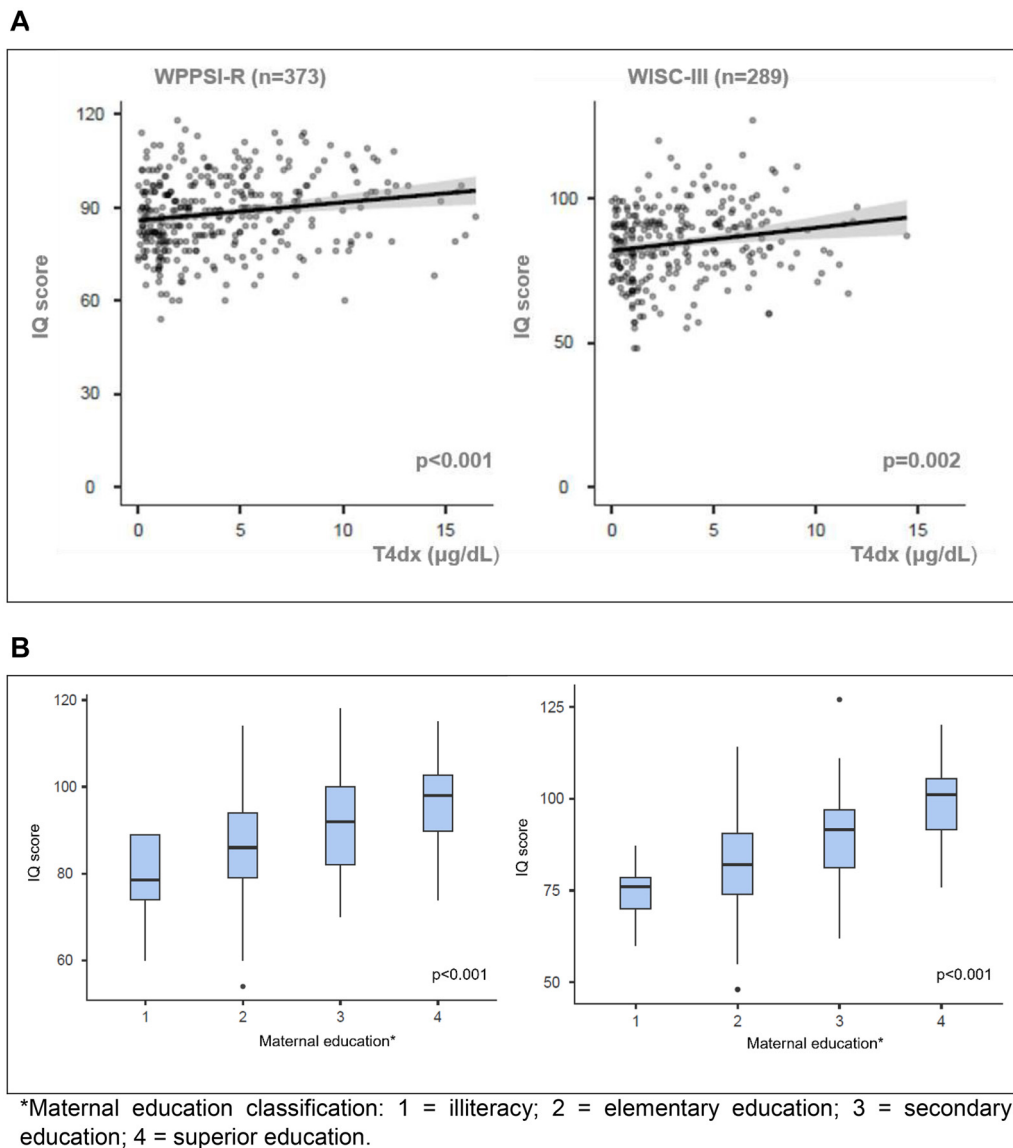 A
WPPSI-R (n=373)
120
90
60
30
0
IQ score
p<0.001
0 5 10 15
T4dx (µg/dL)
WISC-III (n=289)
100
50
0
IQ score
p=0.002
0 5 10 15
T4dx (µg/dL)
B
120
100
80
60
IQ score
p<0.001
1 2 3 4
Maternal education*
125
100
75
50
IQ score
p<0.001
1 2 3 4
Maternal education*
*Maternal education classification: 1 = illiteracy; 2 = elementary education; 3 = secondary
education; 4 = superior education.